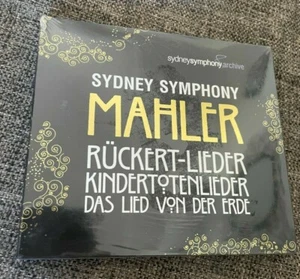 sydneysymphonyarchive
SYDNEY SYMPHONY
MAHLER
RÜCKERT-LIEDER
KINDERTOTENLIEDER
DAS LIED VON DER ERDE